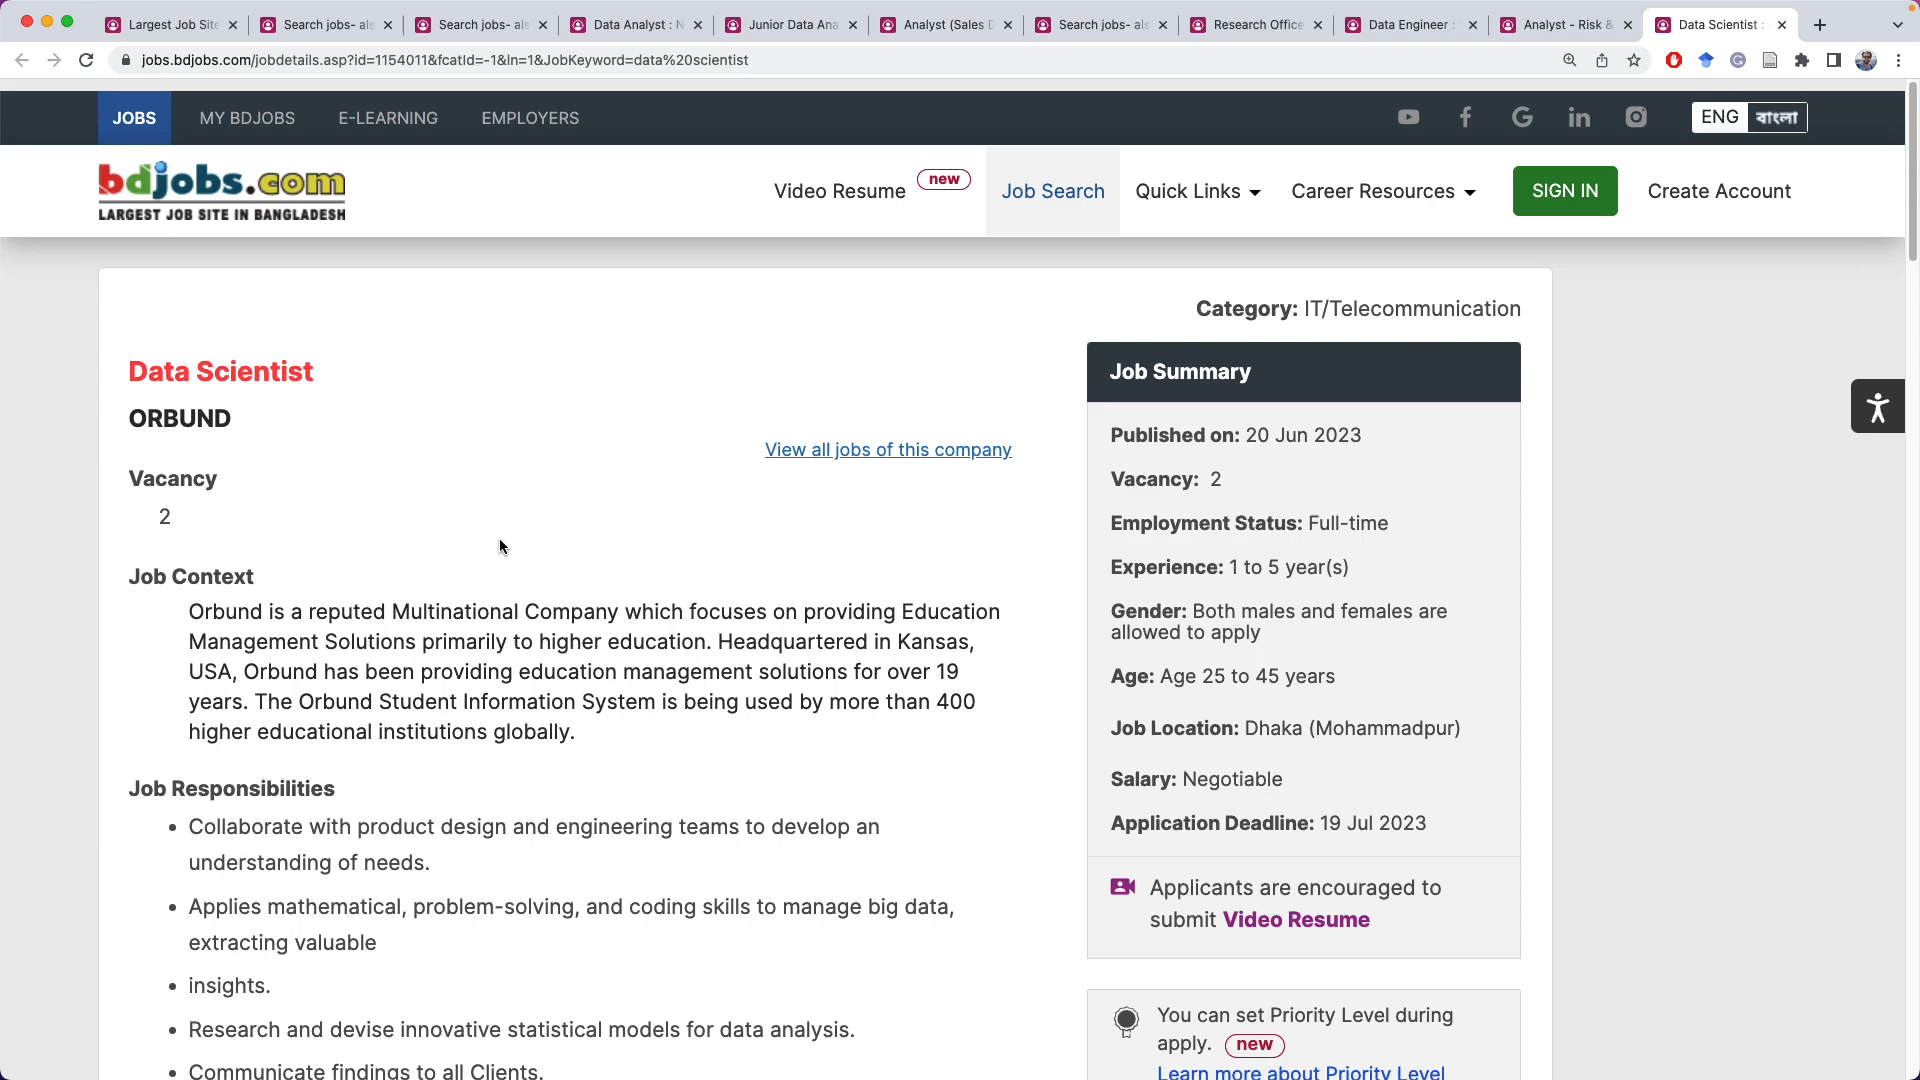 Largest Job Site
Search jobs- als
Search jobs- als
Data Analyst : N
Junior Data Ana
Analyst (Sales D
Search jobs- als
Research Office
Data Engineer :
Analyst - Risk &
Data Scientist :
jobs.bdjobs.com/jobdetails.asp?id=1154011&fcatId=-1&ln=1&JobKeyword=data%20scientist
JOBS MY BDJOBS E-LEARNING EMPLOYERS
ENG বাংলা
bdjobs.com
LARGEST JOB SITE IN BANGLADESH
Video Resume new Job Search Quick Links Career Resources SIGN IN Create Account
Category: IT/Telecommunication
Data Scientist
ORBUND
View all jobs of this company
Vacancy
2
Job Context
Orbund is a reputed Multinational Company which focuses on providing Education
Management Solutions primarily to higher education. Headquartered in Kansas,
USA, Orbund has been providing education management solutions for over 19
years. The Orbund Student Information System is being used by more than 400
higher educational institutions globally.
Job Responsibilities
• Collaborate with product design and engineering teams to develop an
understanding of needs.
• Applies mathematical, problem-solving, and coding skills to manage big data,
extracting valuable
• insights.
• Research and devise innovative statistical models for data analysis.
• Communicate findings to all Clients.
Job Summary
Published on: 20 Jun 2023
Vacancy: 2
Employment Status: Full-time
Experience: 1 to 5 year(s)
Gender: Both males and females are
allowed to apply
Age: Age 25 to 45 years
Job Location: Dhaka (Mohammadpur)
Salary: Negotiable
Application Deadline: 19 Jul 2023
Applicants are encouraged to
submit Video Resume
You can set Priority Level during
apply. new
Learn more about Priority Level